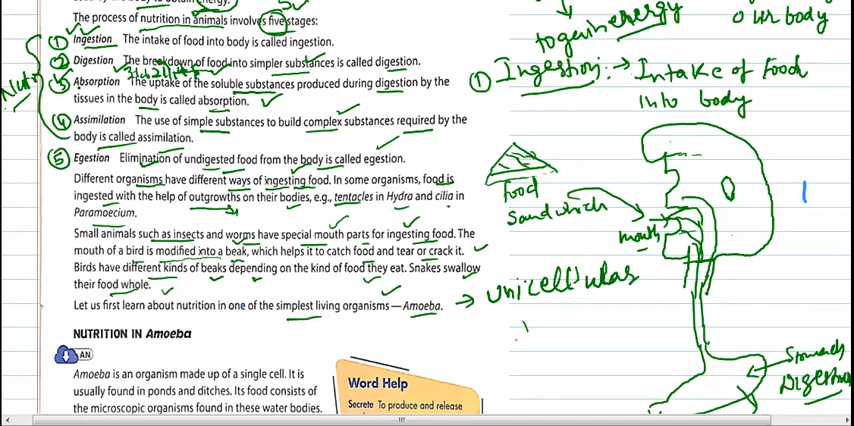 The process of nutrition in animals involves five stages:
1 Ingestion The intake of food into body is called ingestion.
2 Digestion The breakdown of food into simpler substances is called digestion.
3 Absorption The uptake of the soluble substances produced during digestion by the
tissues in the body is called absorption.
4 Assimilation The use of simple substances to build complex substances required by the
body is called assimilation.
5 Egestion Elimination of undigested food from the body is called egestion.
Different organisms have different ways of ingesting food. In some organisms, food is
ingested with the help of outgrowths on their bodies, e.g., tentacles in Hydra and cilia in
Paramoecium.
Small animals such as insects and worms have special mouth parts for ingesting food. The
mouth of a bird is modified into a beak, which helps it to catch food and tear or crack it.
Birds have different kinds of beaks depending on the kind of food they eat. Snakes swallow
their food whole.
Let us first learn about nutrition in one of the simplest living organisms—Amoeba.
NUTRITION IN Amoeba
AN
Amoeba is an organism made up of a single cell. It is
usually found in ponds and ditches. Its food consists of
the microscopic organisms found in these water bodies.
Word Help
Secrete To produce and release
to gain energy
our body
1 Ingestion: → Intake of food
into body
food
sandwhich
mouth
→ unicellular
Stomach